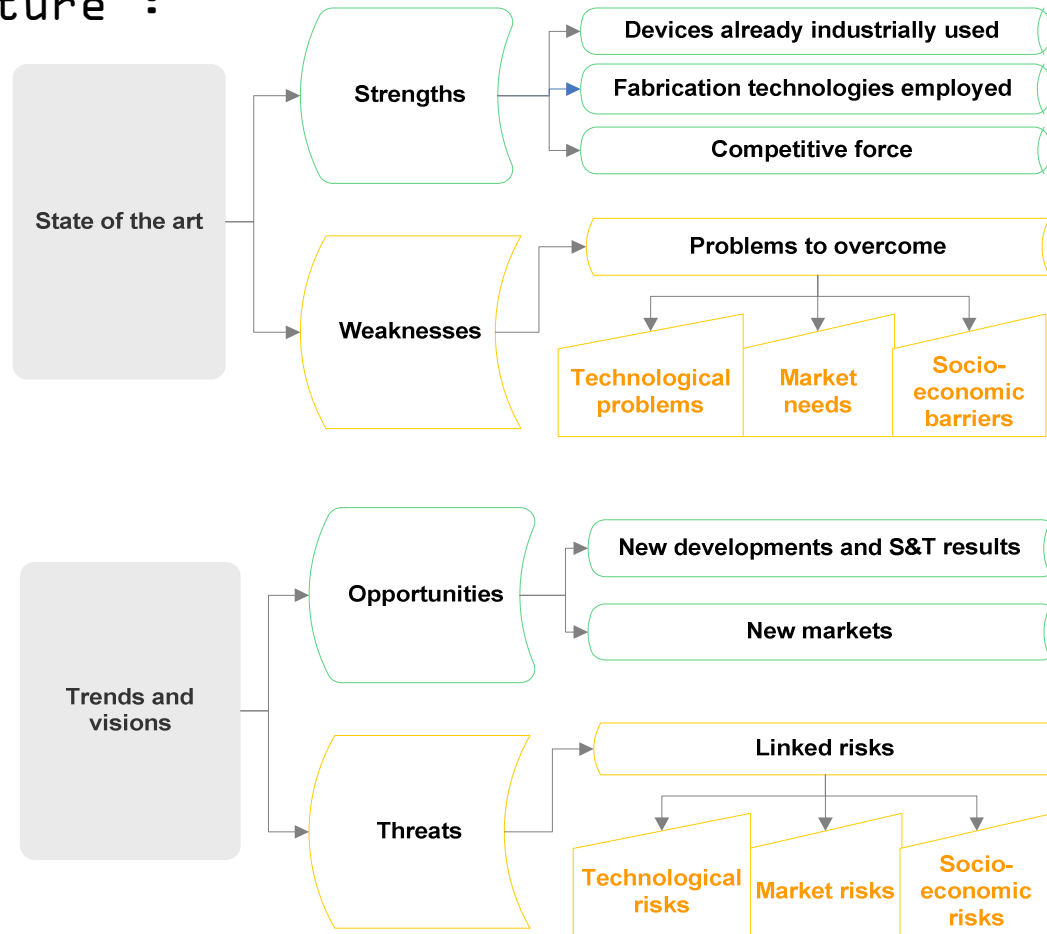 ture :
Devices already industrially used
Strengths
Fabrication technologies employed
Competitive force
State of the art
Problems to overcome
Weaknesses
Technological
problems
Market
needs
Socio-
economic
barriers
Opportunities
New developments and S&T results
New markets
Trends and
visions
Linked risks
Threats
Technological
risks
Market risks
Socio-
economic
risks